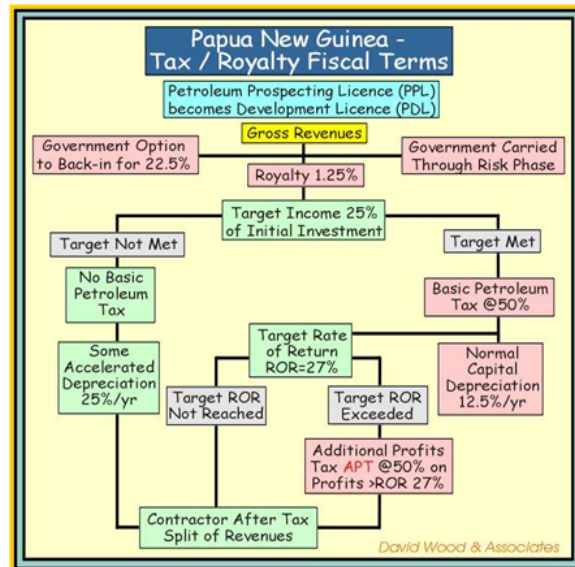 Papua New Guinea -
Tax / Royalty Fiscal Terms
Petroleum Prospecting Licence (PPL)
becomes Development Licence (PDL)
Gross Revenues
Government Option
to Back-in for 22.5%
Government Carried
Through Risk Phase
Royalty 1.25%
Target Income 25%
of Initial Investment
Target Not Met
Target Met
No Basic
Petroleum
Tax
Basic Petroleum
Tax @50%
Some
Accelerated
Depreciation
25%/yr
Target Rate
of Return
ROR=27%
Normal
Capital
Depreciation
12.5%/yr
Target ROR
Not Reached
Target ROR
Exceeded
Additional Profits
Tax APT @50% on
Profits >ROR 27%
Contractor After Tax
Split of Revenues
David Wood & Associates